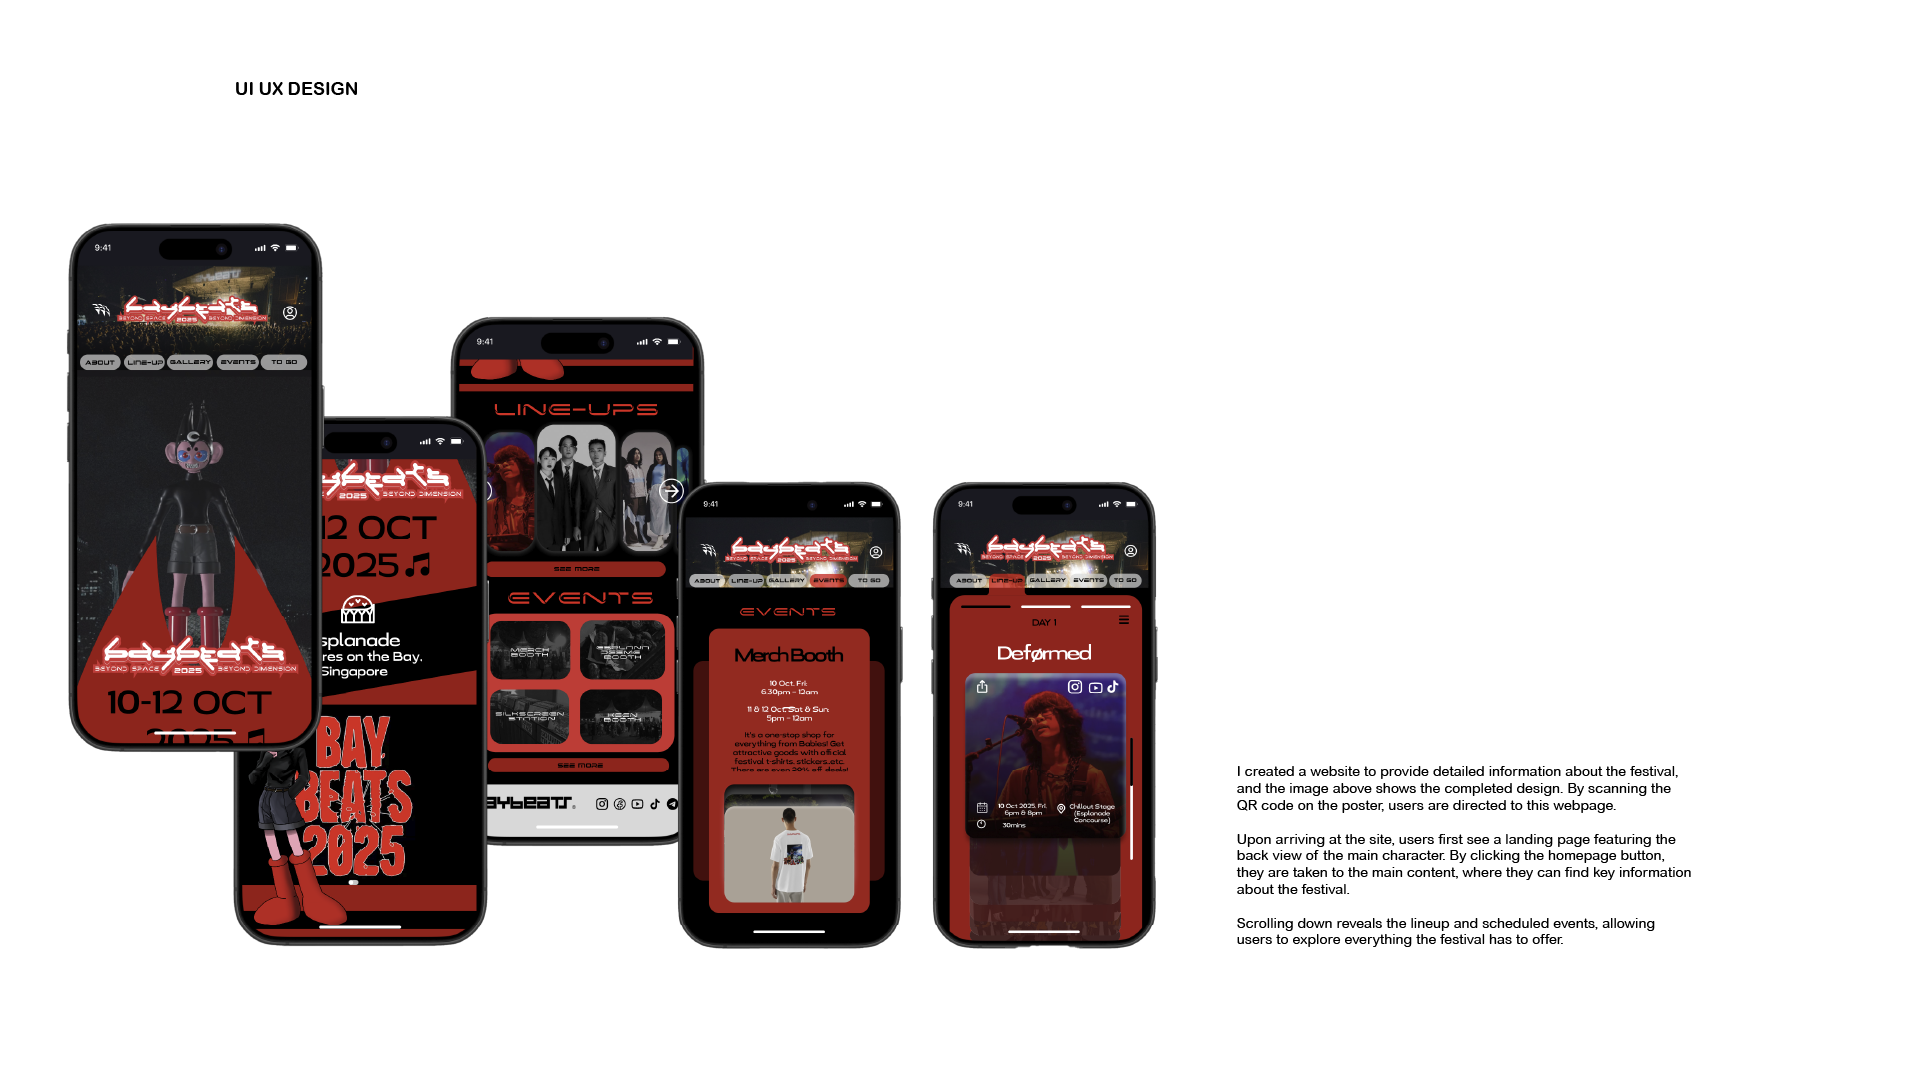 UI UX DESIGN
9:41
baybeats
BEYOND SPACE 2025 BEYOND DIMENSION
ABOUT LINE-UP GALLERY EVENTS TO GO
baybeats
BEYOND SPACE 2025 BEYOND DIMENSION
10-12 OCT
2025
2025 BEYOND DIMENSION
12 OCT
2025
splanade
res on the Bay,
Singapore
BAY
BEATS
2025
9:41
LINE-UPS
SEE MORE
EVENTS
MERCH
BOOTH
SILKSCREEN
STATION
KEEN
BOOTH
SEE MORE
aybeats
9:41
baybeats
BEYOND SPACE 2025 BEYOND DIMENSION
ABOUT LINE-UP GALLERY EVENTS TO GO
EVENTS
Merch Booth
10 Oct, Fri:
6.30pm - 12am
11 & 12 Oct, Sat & Sun:
5pm - 12am
It's a one-stop shop for
everything from Babies! Get
attractive goods with official
festival t-shirts, stickers..etc.
There are even 20% off deals!
9:41
baybeats
BEYOND SPACE 2025 BEYOND DIMENSION
ABOUT LINE-UP GALLERY EVENTS TO GO
DAY 1
Deførmed
10 Oct 2025, Fri
6pm & 8pm
30mins
Chillout Stage
(Esplanade
Concourse)
I created a website to provide detailed information about the festival,
and the image above shows the completed design. By scanning the
QR code on the poster, users are directed to this webpage.
Upon arriving at the site, users first see a landing page featuring the
back view of the main character. By clicking the homepage button,
they are taken to the main content, where they can find key information
about the festival.
Scrolling down reveals the lineup and scheduled events, allowing
users to explore everything the festival has to offer.